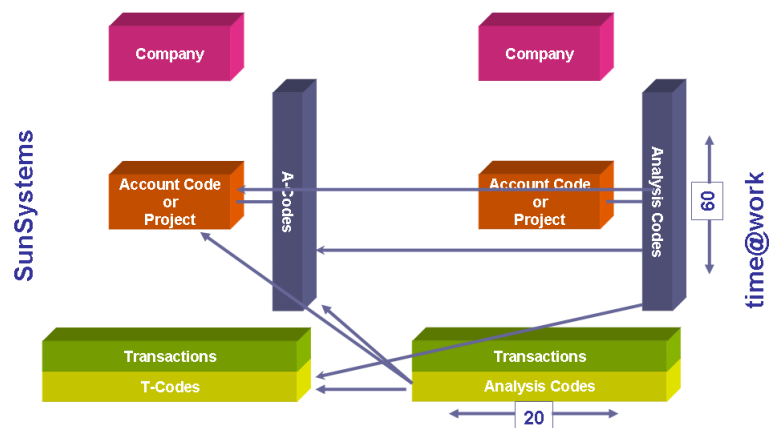 Company
Company
SunSystems
A-Codes
Account Code
or
Project
Account Code
or
Project
Analysis Codes
60
time@work
Transactions
T-Codes
Transactions
Analysis Codes
20